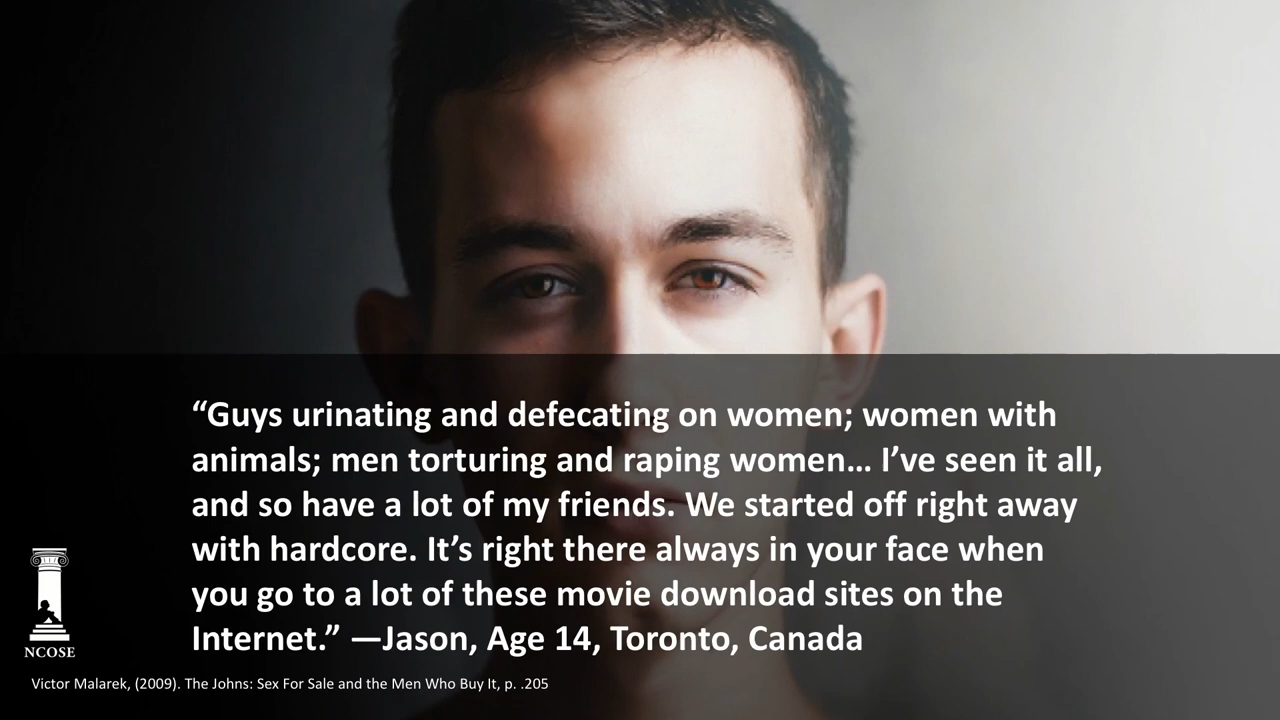 “Guys urinating and defecating on women; women with
animals; men torturing and raping women… I’ve seen it all,
and so have a lot of my friends. We started off right away
with hardcore. It’s right there always in your face when
you go to a lot of these movie download sites on the
Internet.” —Jason, Age 14, Toronto, Canada
NCOSE
Victor Malarek, (2009). The Johns: Sex For Sale and the Men Who Buy It, p. .205